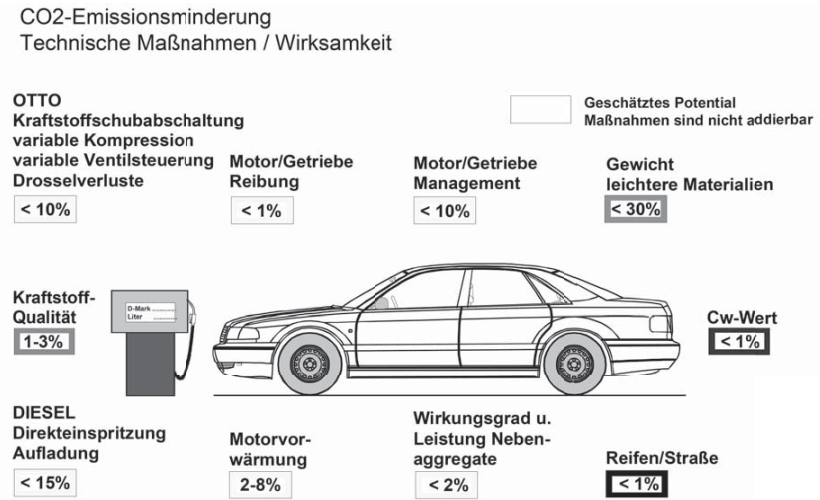 CO2-Emissionsminderung
Technische Maßnahmen / Wirksamkeit
OTTO
Kraftstoffschubabschaltung
variable Kompression
variable Ventilsteuerung
Drosselverluste
< 10%
Motor/Getriebe
Reibung
< 1%
Motor/Getriebe
Management
< 10%
Geschätztes Potential
Maßnahmen sind nicht addierbar
Gewicht
leichtere Materialien
< 30%
Kraftstoff-
Qualität
1-3%
D-Mark
Liter
Cw-Wert
< 1%
DIESEL
Direkteinspritzung
Aufladung
< 15%
Motorvor-
wärmung
2-8%
Wirkungsgrad u.
Leistung Neben-
aggregate
< 2%
Reifen/Straße
< 1%